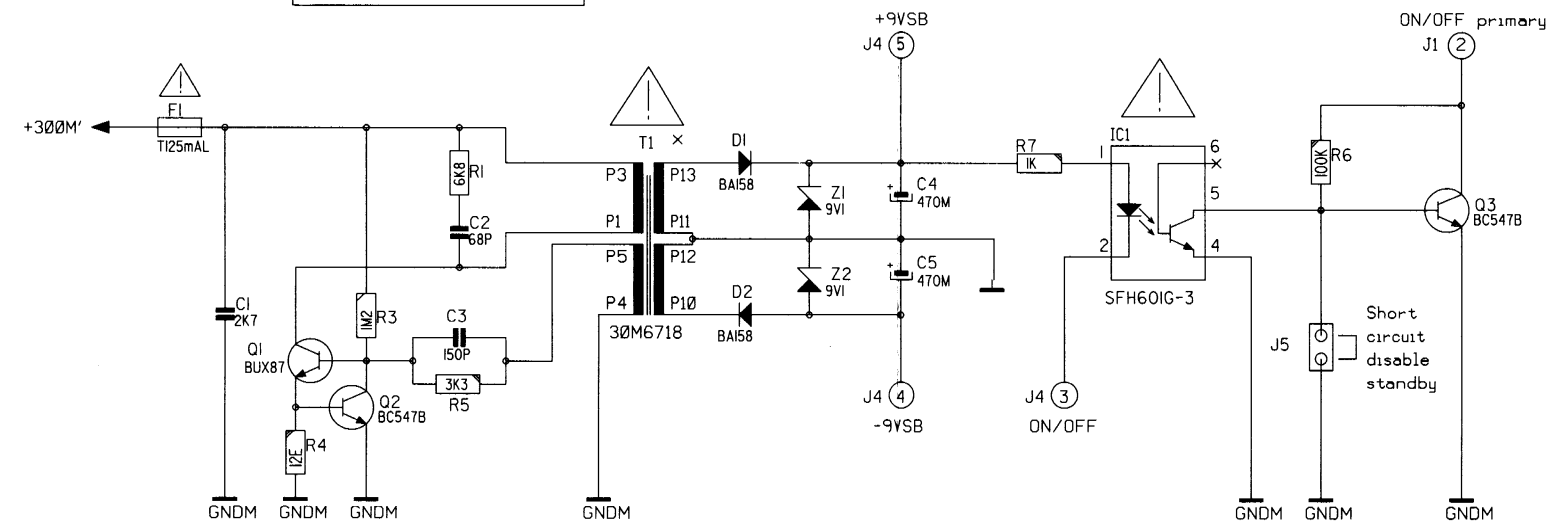 +9VSB
J4 5
ON/OFF primary
J1 2
+300M'
F1
T125mAL
R1
6K8
C2
68P
C1
2K7
R3
1M2
Q1
BUX87
Q2
BC547B
R4
12E
C3
150P
3K3
R5
T1 ×
P3 P13
P1 P11
P5 P12
P4 P10
30M6718
D1
BA158
D2
BA158
Z1
9V1
Z2
9V1
+ C4
470M
+ C5
470M
J4 4
-9VSB
R7
1K
IC1
1
2
6
5
4
SFH601G-3
J4 3
ON/OFF
100K R6
Q3
BC547B
J5
Short
circuit
disable
standby
GNDM GNDM GNDM GNDM GNDM GNDM GNDM